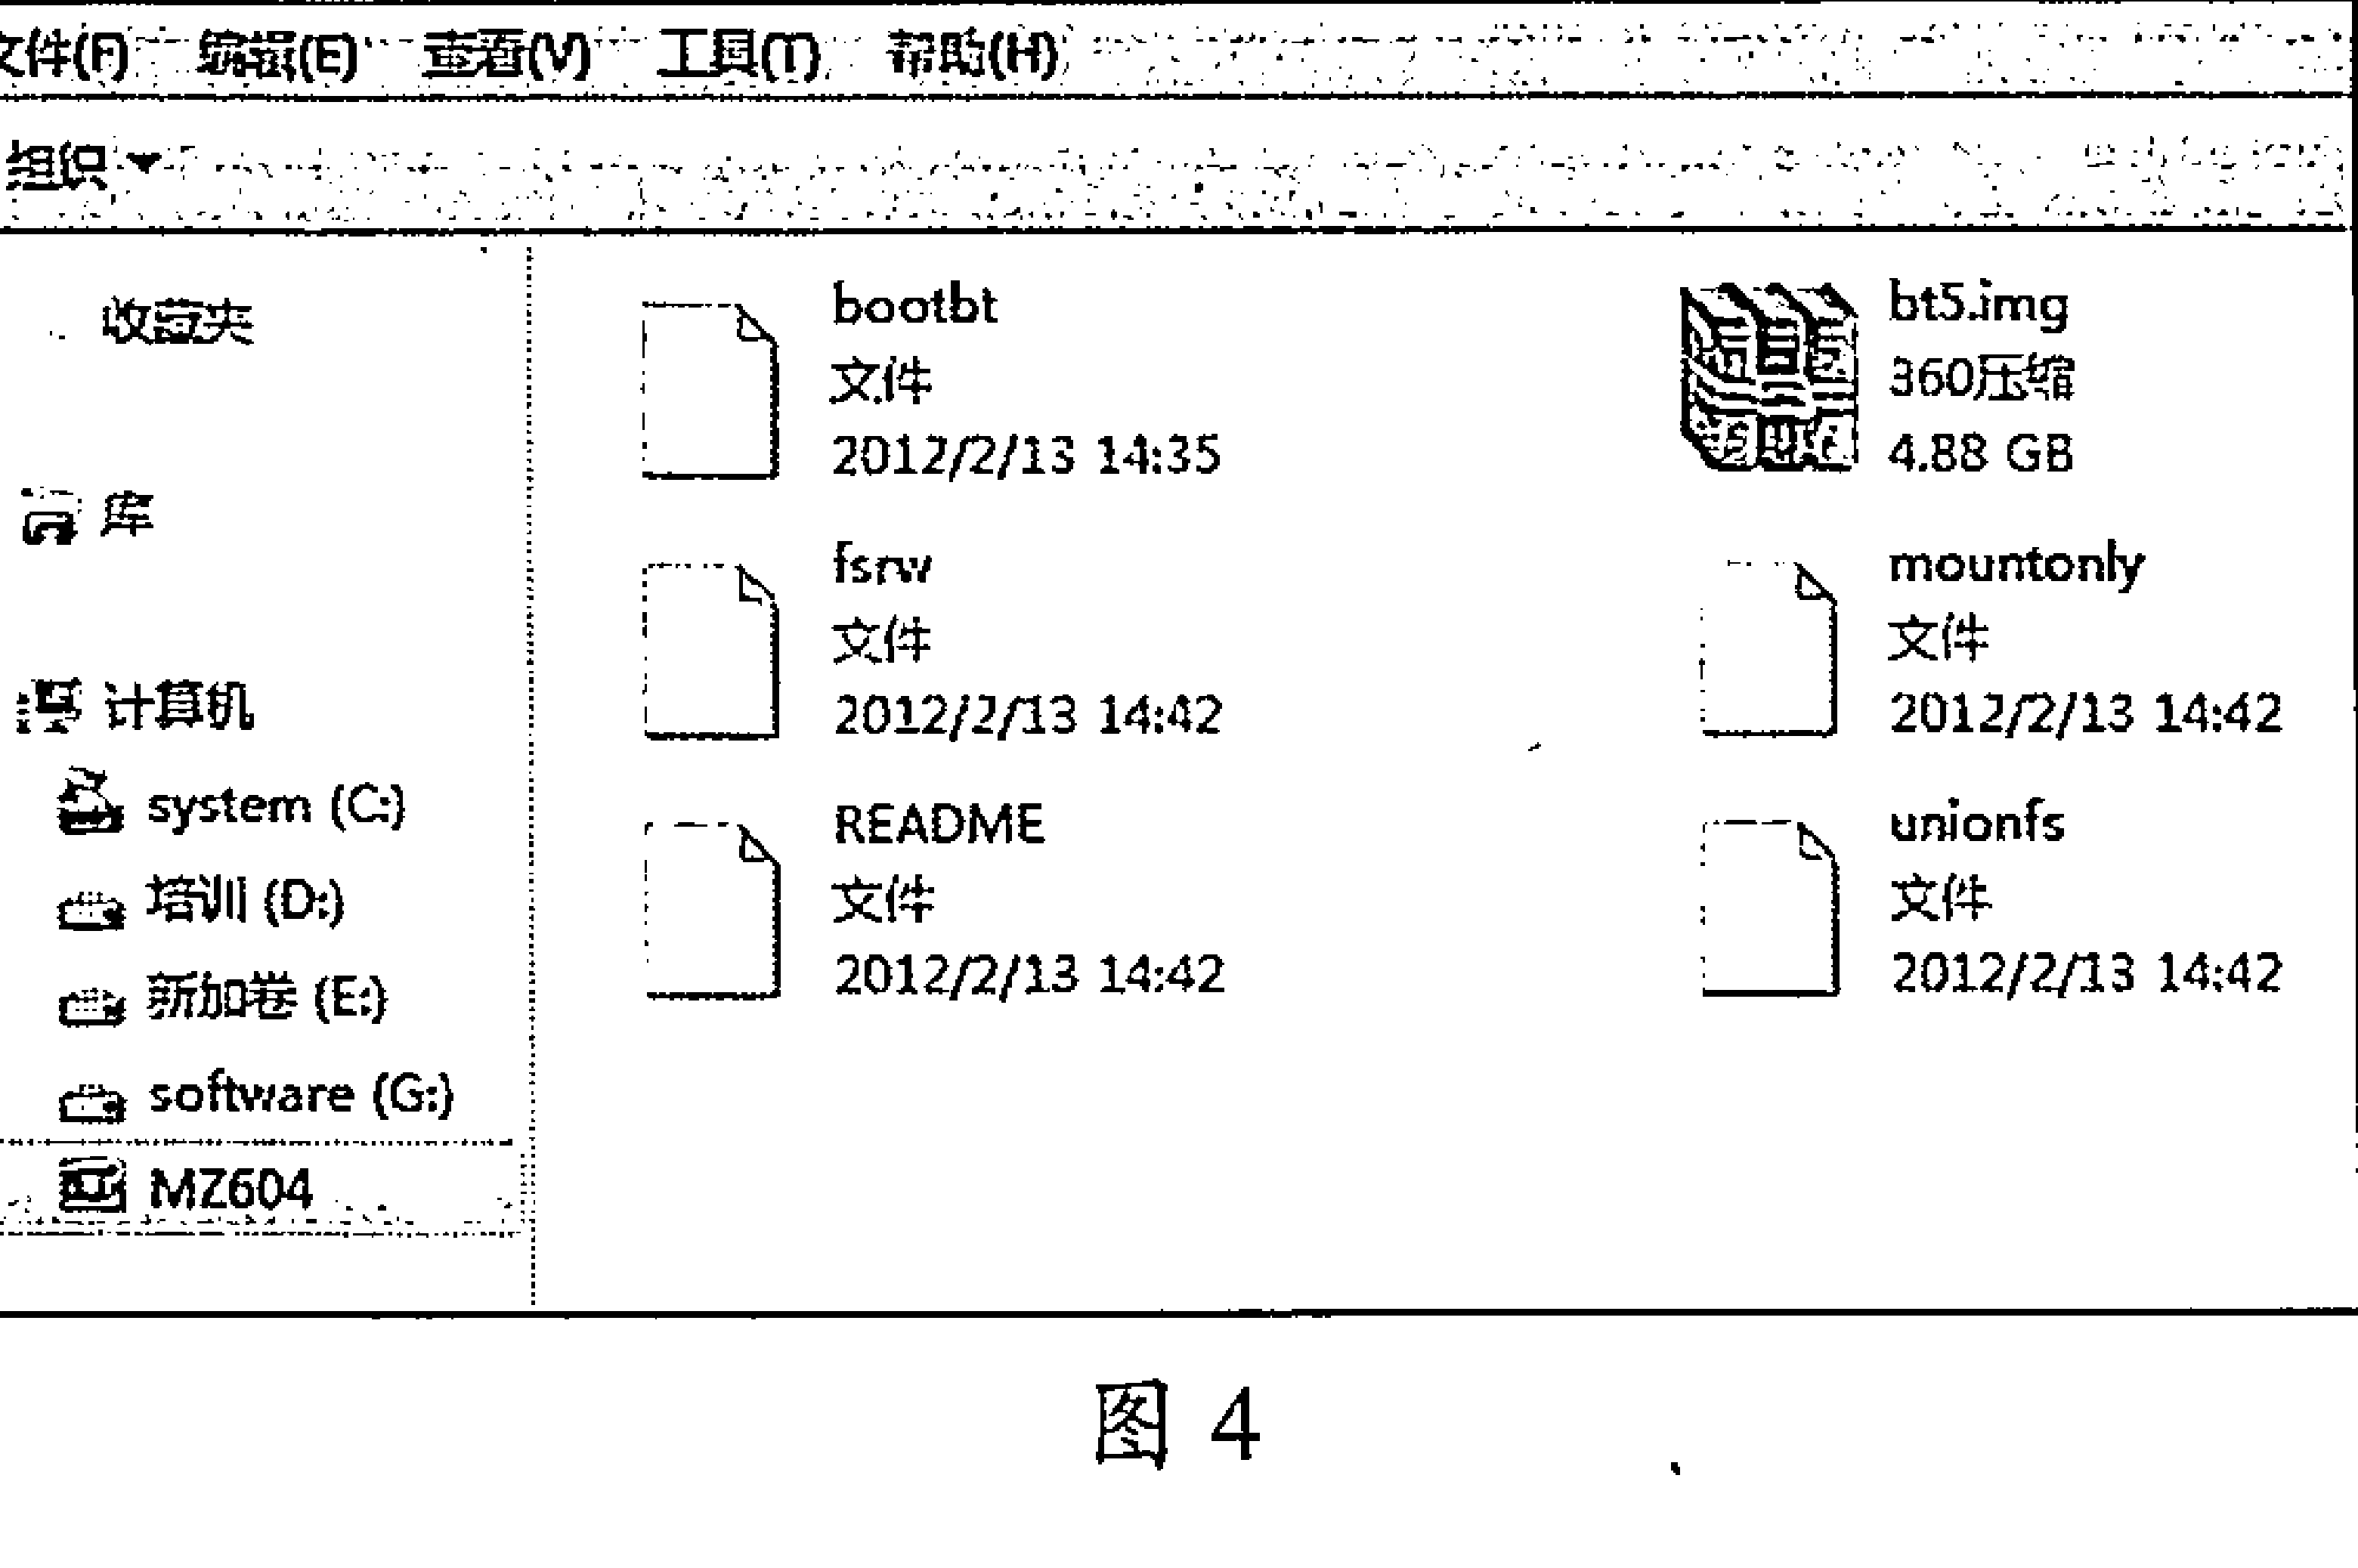 文件(F) 编辑(E) 查看(V) 工具(T) 帮助(H)
组织
收藏夹
库
计算机
system (C:)
培训 (D:)
新加卷 (E:)
software (G:)
MZ604
bootbt
文件
2012/2/13 14:35
bt5.img
360压缩
4.88 GB
fsrw
文件
2012/2/13 14:42
mountonly
文件
2012/2/13 14:42
README
文件
2012/2/13 14:42
unionfs
文件
2012/2/13 14:42
图 4